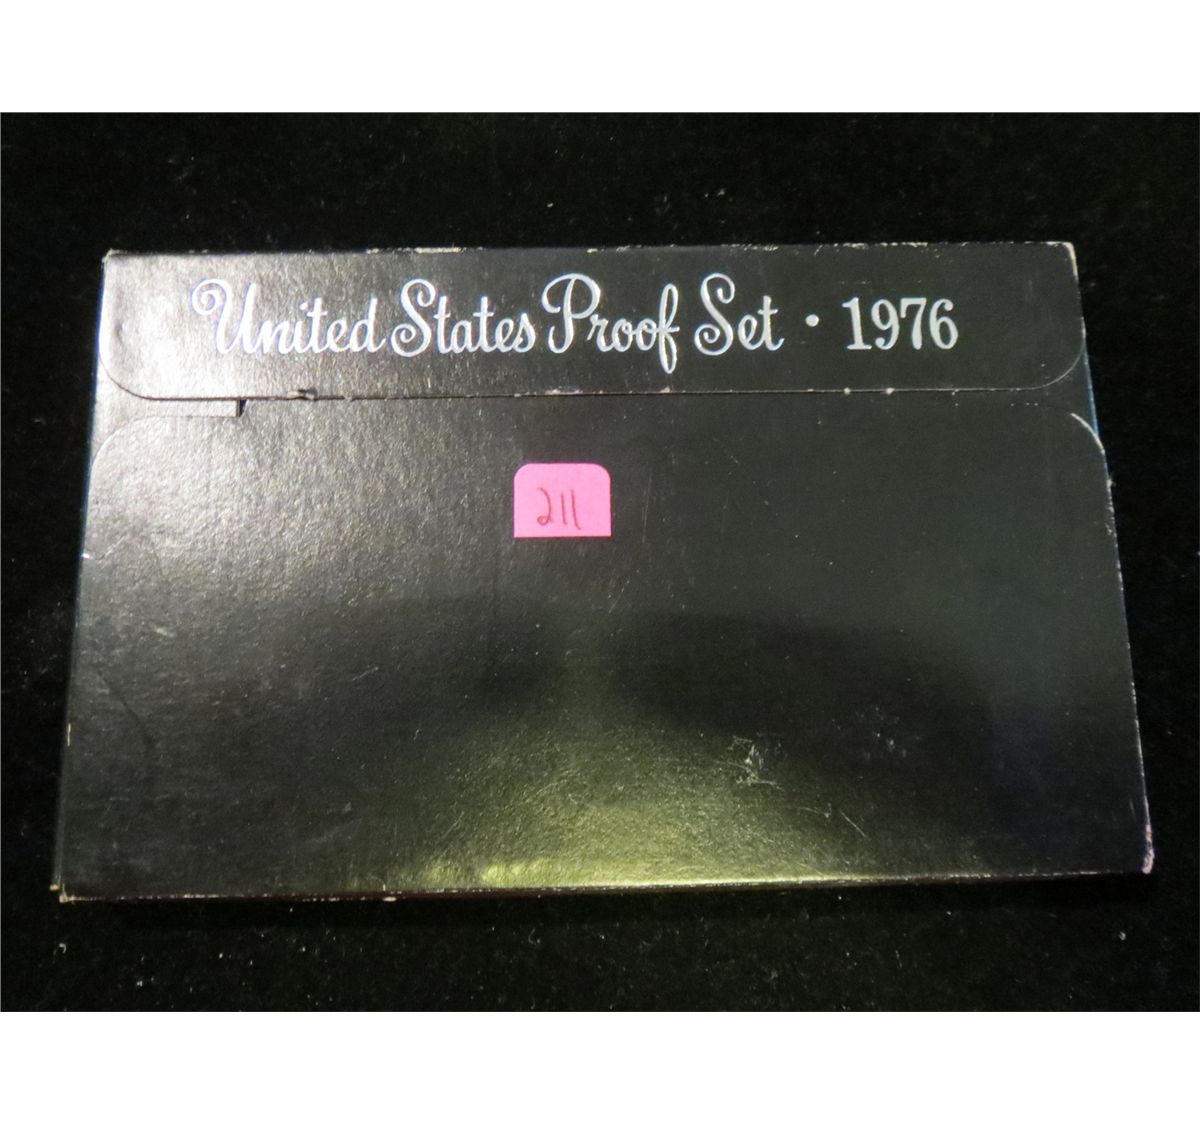 United States Proof Set · 1976
211